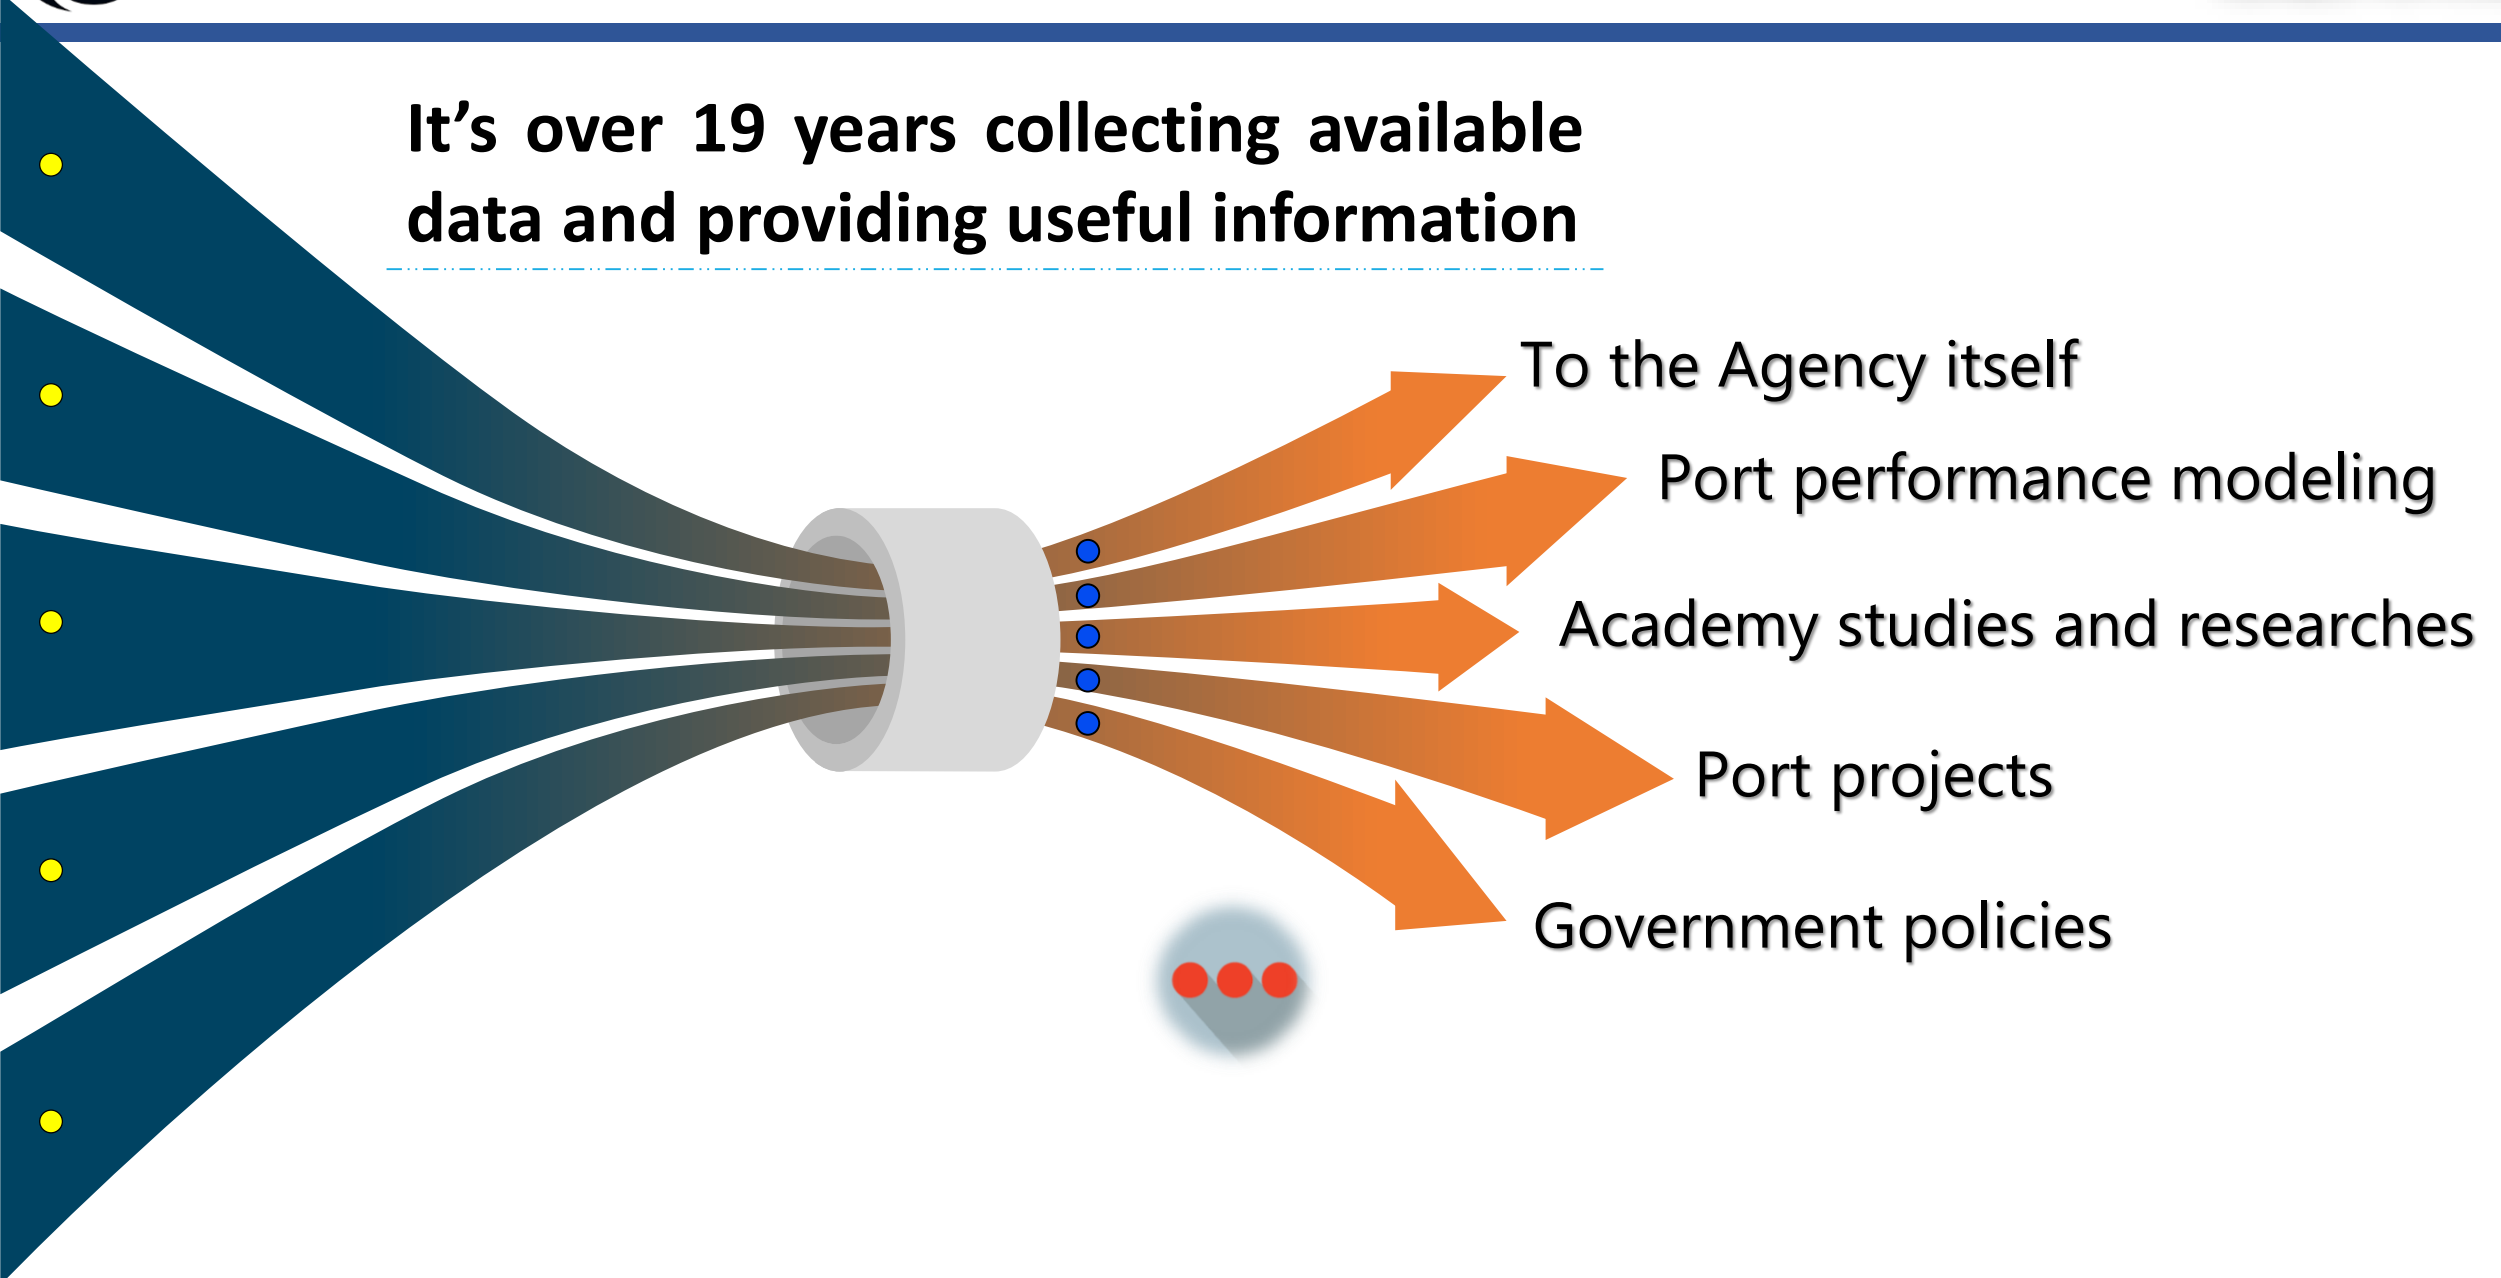 It’s over 19 years collecting available
data and providing useful information
To the Agency itself
Port performance modeling
Academy studies and researches
Port projects
Government policies